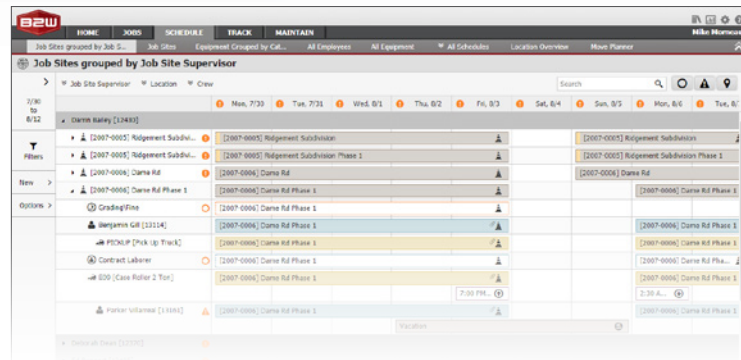 B2W
HOME JOBS SCHEDULE TRACK MAINTAIN Mike Morneau
Job Sites grouped by Job S... Job Sites Equipment Grouped by Cat... All Employees All Equipment All Schedules Location Overview Move Planner
Job Sites grouped by Job Site Supervisor
Job Site Supervisor Location Crew Search
7/30 to 8/12
Mon, 7/30 Tue, 7/31 Wed, 8/1 Thu, 8/2 Fri, 8/3 Sat, 8/4 Sun, 8/5 Mon, 8/6 Tue, 8/
Filters
New
Options
[2007-0005] Ridgement Subdivi... [2007-0005] Ridgement Subdivision [2007-0005] Ridgement Subdivision
[2007-0005] Ridgement Subdivi... [2007-0005] Ridgement Subdivision Phase 1 [2007-0005] Ridgement Subdivision Phase 1
[2007-0006] Dame Rd [2007-0006] Dame Rd [2007-0006] Dame Rd
[2007-0006] Dame Rd Phase 1 [2007-0006] Dame Rd Phase 1 [2007-0006] Dame Rd Phase 1
Grading\Fine [2007-0006] Dame Rd Phase 1
Benjamin Gill [13114] [2007-0006] Dame Rd Phase 1 [2007-0006] Dame Rd Phase 1
PICKUP [Pick Up Truck] [2007-0006] Dame Rd Phase 1 [2007-0006] Dame Rd Phase 1
Contract Laborer [2007-0006] Dame Rd Phase 1 [2007-0006] Dame Rd Pha...
[Case Roller 2 Ton] [2007-0006] Dame Rd Phase 1 [2007-0006] Dame Rd Phase 1
7:00 PM... 2:30 A...
Parker [2007-0006] Dame Rd Phase 1 [2007-0006] Dame Rd Phase 1
Vacation